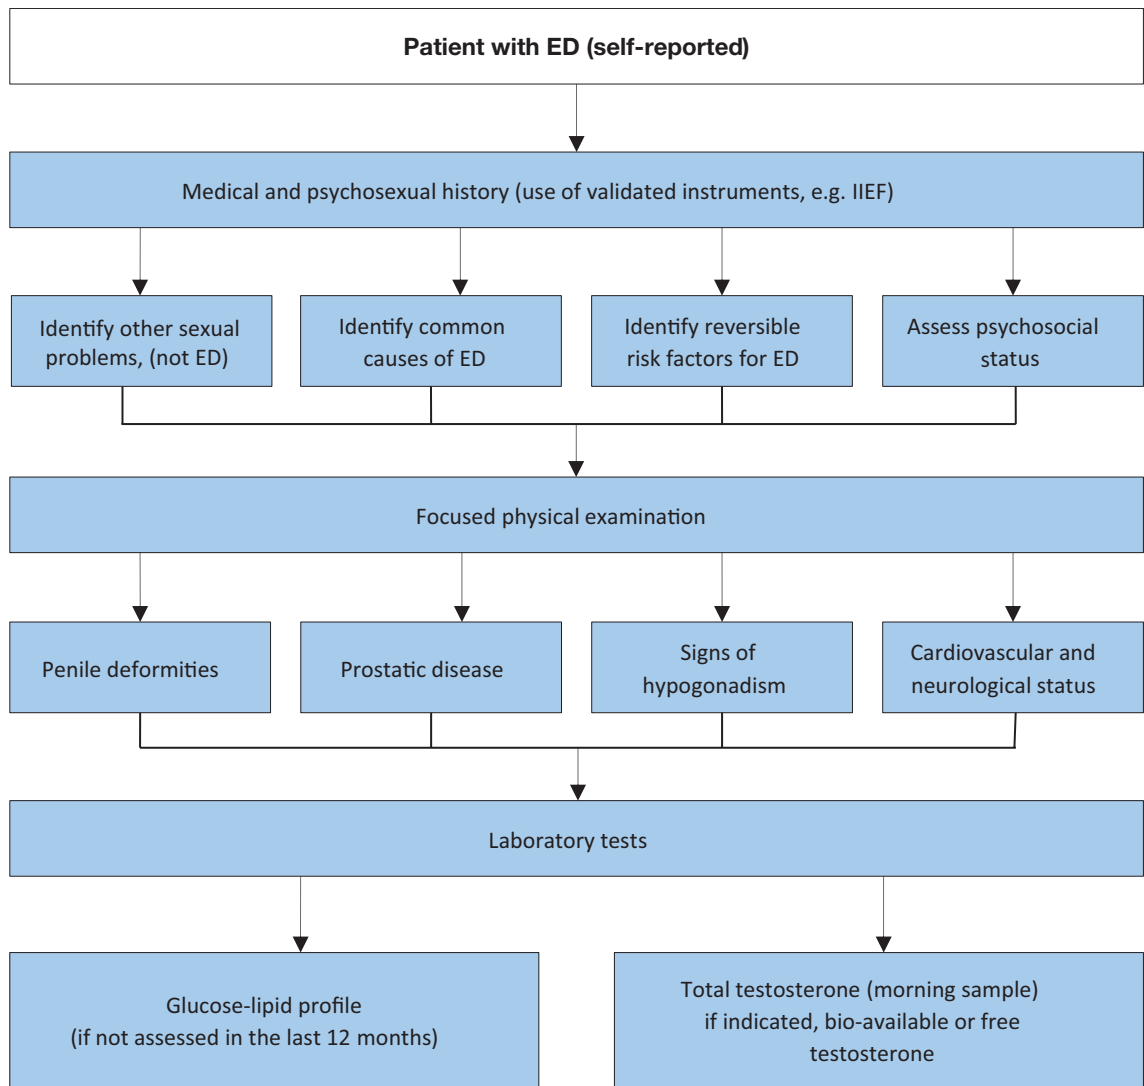 Patient with ED (self-reported)
Medical and psychosexual history (use of validated instruments, e.g. IIEF)
Identify other sexual
problems, (not ED)
Identify common
causes of ED
Identify reversible
risk factors for ED
Assess psychosocial
status
Focused physical examination
Penile deformities
Prostatic disease
Signs of
hypogonadism
Cardiovascular and
neurological status
Laboratory tests
Glucose-lipid profile
(if not assessed in the last 12 months)
Total testosterone (morning sample)
if indicated, bio-available or free
testosterone